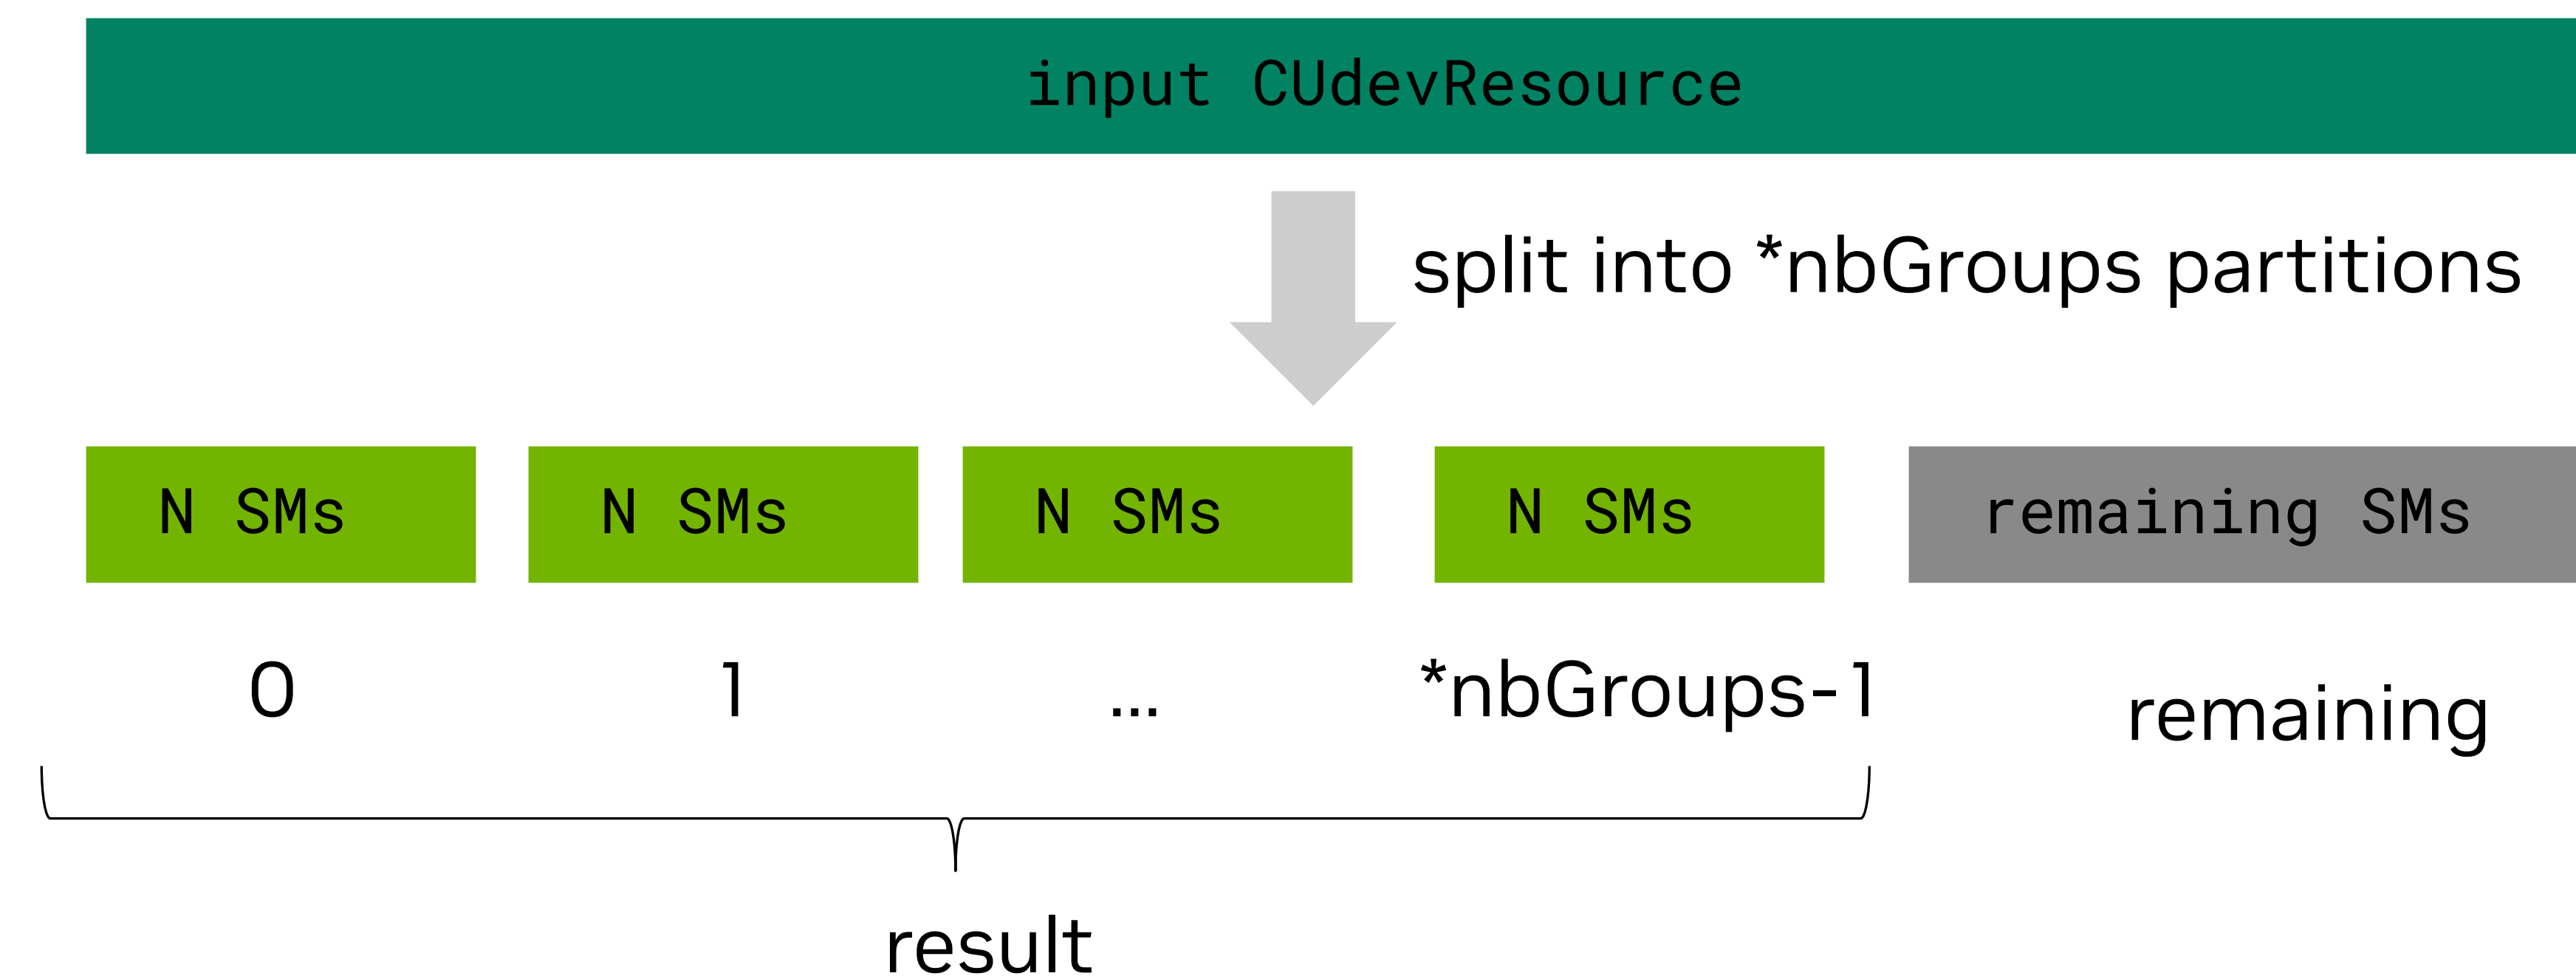 input CUdevResource
split into *nbGroups partitions
N SMs N SMs N SMs N SMs remaining SMs
0 1 ... *nbGroups-1 remaining
result